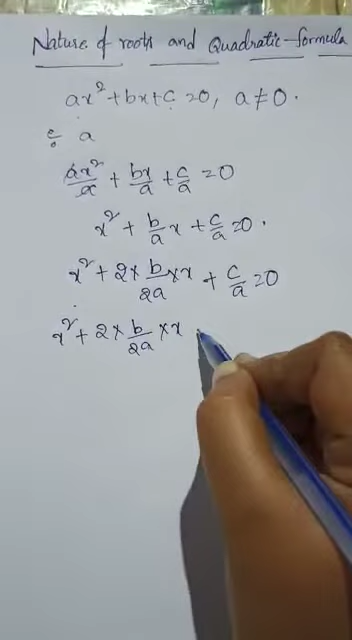 Nature of roots and Quadratic-formula
ax² + bx + c = 0, a ≠ 0.
÷ a
ax²/a + bx/a + c/a = 0
x² + b/a x + c/a = 0.
x² + 2 × b/2a × x + c/a = 0
x² + 2 × b/2a × x